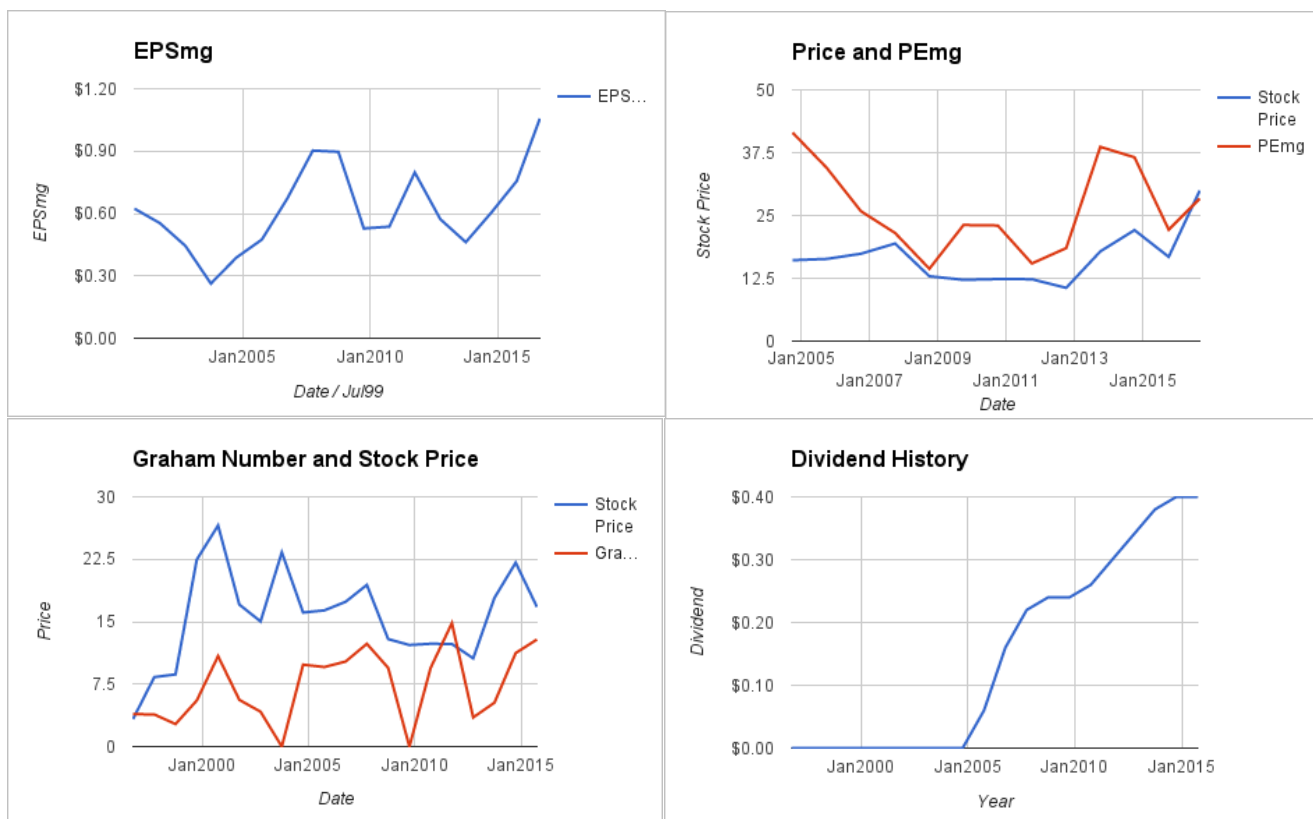 EPSmg
$1.20
$0.90
$0.60
$0.30
$0.00
EPSmg
Jan2005
Jan2010
Jan2015
Date / Jul99
EPS...
Price and PEmg
50
37.5
25
12.5
0
Stock Price
Jan2005
Jan2009
Jan2013
Jan2007
Jan2011
Jan2015
Date
Stock
Price
PEmg
Graham Number and Stock Price
30
22.5
15
7.5
0
Price
Jan2000
Jan2005
Jan2010
Jan2015
Date
Stock
Price
Gra...
Dividend History
$0.40
$0.30
$0.20
$0.10
$0.00
Dividend
Jan2000
Jan2005
Jan2010
Jan2015
Year